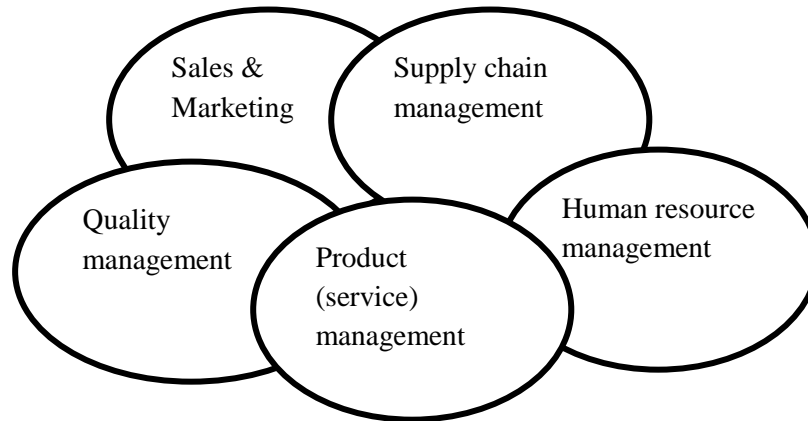 Sales &
Marketing
Supply chain
management
Quality
management
Product
(service)
management
Human resource
management